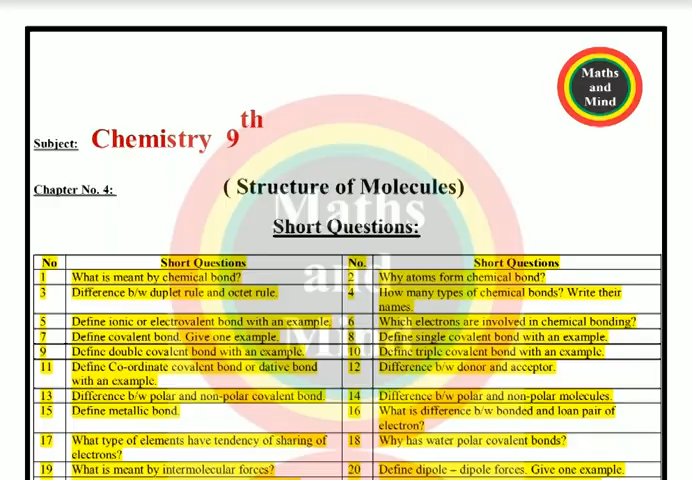 Maths
and
Mind
Subject: Chemistry 9th
Chapter No. 4: ( Structure of Molecules)
Short Questions:
No Short Questions No. Short Questions
1 What is meant by chemical bond? 2 Why atoms form chemical bond?
3 Difference b/w duplet rule and octet rule. 4 How many types of chemical bonds? Write their
names.
5 Define ionic or electrovalent bond with an example. 6 Which electrons are involved in chemical bonding?
7 Define covalent bond. Give one example. 8 Define single covalent bond with an example.
9 Define double covalent bond with an example. 10 Define triple covalent bond with an example.
11 Define Co-ordinate covalent bond or dative bond
with an example. 12 Difference b/w donor and acceptor.
13 Difference b/w polar and non-polar covalent bond. 14 Difference b/w polar and non-polar molecules.
15 Define metallic bond. 16 What is difference b/w bonded and loan pair of
electron?
17 What type of elements have tendency of sharing of
electrons? 18 Why has water polar covalent bonds?
19 What is meant by intermolecular forces? 20 Define dipole – dipole forces. Give one example.
Maths
and
Mind